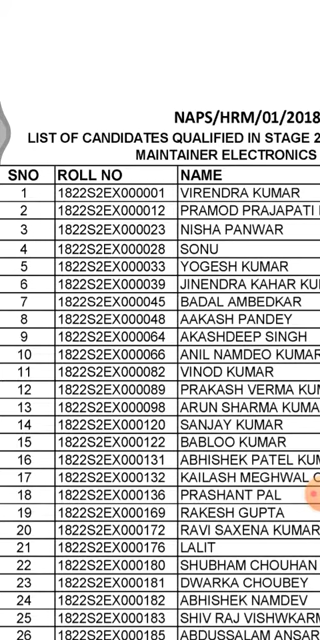 NAPS/HRM/01/2018
LIST OF CANDIDATES QUALIFIED IN STAGE 2
MAINTAINER ELECTRONICS
SNO ROLL NO NAME
1 1822S2EX000001 VIRENDRA KUMAR
2 1822S2EX000012 PRAMOD PRAJAPATI
3 1822S2EX000023 NISHA PANWAR
4 1822S2EX000028 SONU
5 1822S2EX000033 YOGESH KUMAR
6 1822S2EX000039 JINENDRA KAHAR
7 1822S2EX000045 BADAL AMBEDKAR
8 1822S2EX000048 AAKASH PANDEY
9 1822S2EX000064 AKASHDEEP SINGH
10 1822S2EX000066 ANIL NAMDEO KUMAR
11 1822S2EX000082 VINOD KUMAR
12 1822S2EX000089 PRAKASH VERMA
13 1822S2EX000098 ARUN SHARMA KUMA
14 1822S2EX000120 SANJAY KUMAR
15 1822S2EX000122 BABLOO KUMAR
16 1822S2EX000131 ABHISHEK PATEL
17 1822S2EX000132 KAILASH MEGHWAL
18 1822S2EX000136 PRASHANT PAL
19 1822S2EX000169 RAKESH GUPTA
20 1822S2EX000172 RAVI SAXENA KUMAR
21 1822S2EX000176 LALIT
22 1822S2EX000180 SHUBHAM CHOUHAN
23 1822S2EX000181 DWARKA CHOUBEY
24 1822S2EX000182 ABHISHEK NAMDEV
25 1822S2EX000183 SHIV RAJ VISHWKARM
26 1822S2EX000185 ABDUSSALAM ANSAR